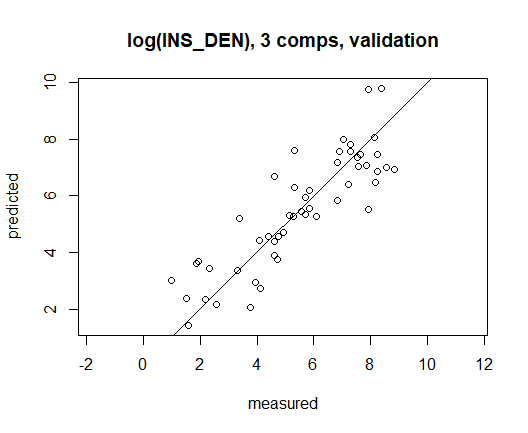 log(INS_DEN), 3 comps, validation
predicted
10
8
6
4
2
-2 0 2 4 6 8 10 12
measured